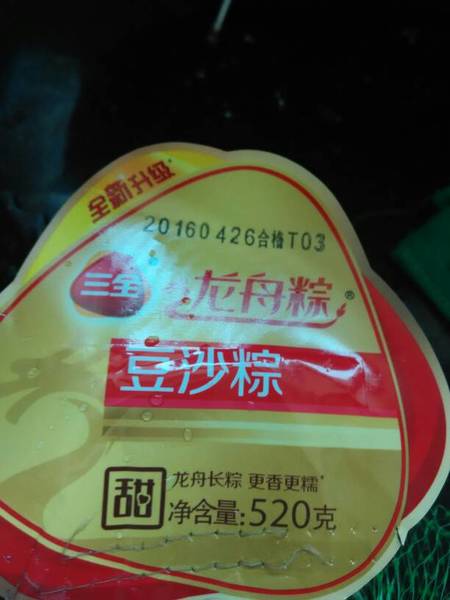 全新升级*
20160426合格T03
三全
龙舟粽®
豆沙粽
甜
龙舟长粽 更香更糯*
净含量:520克